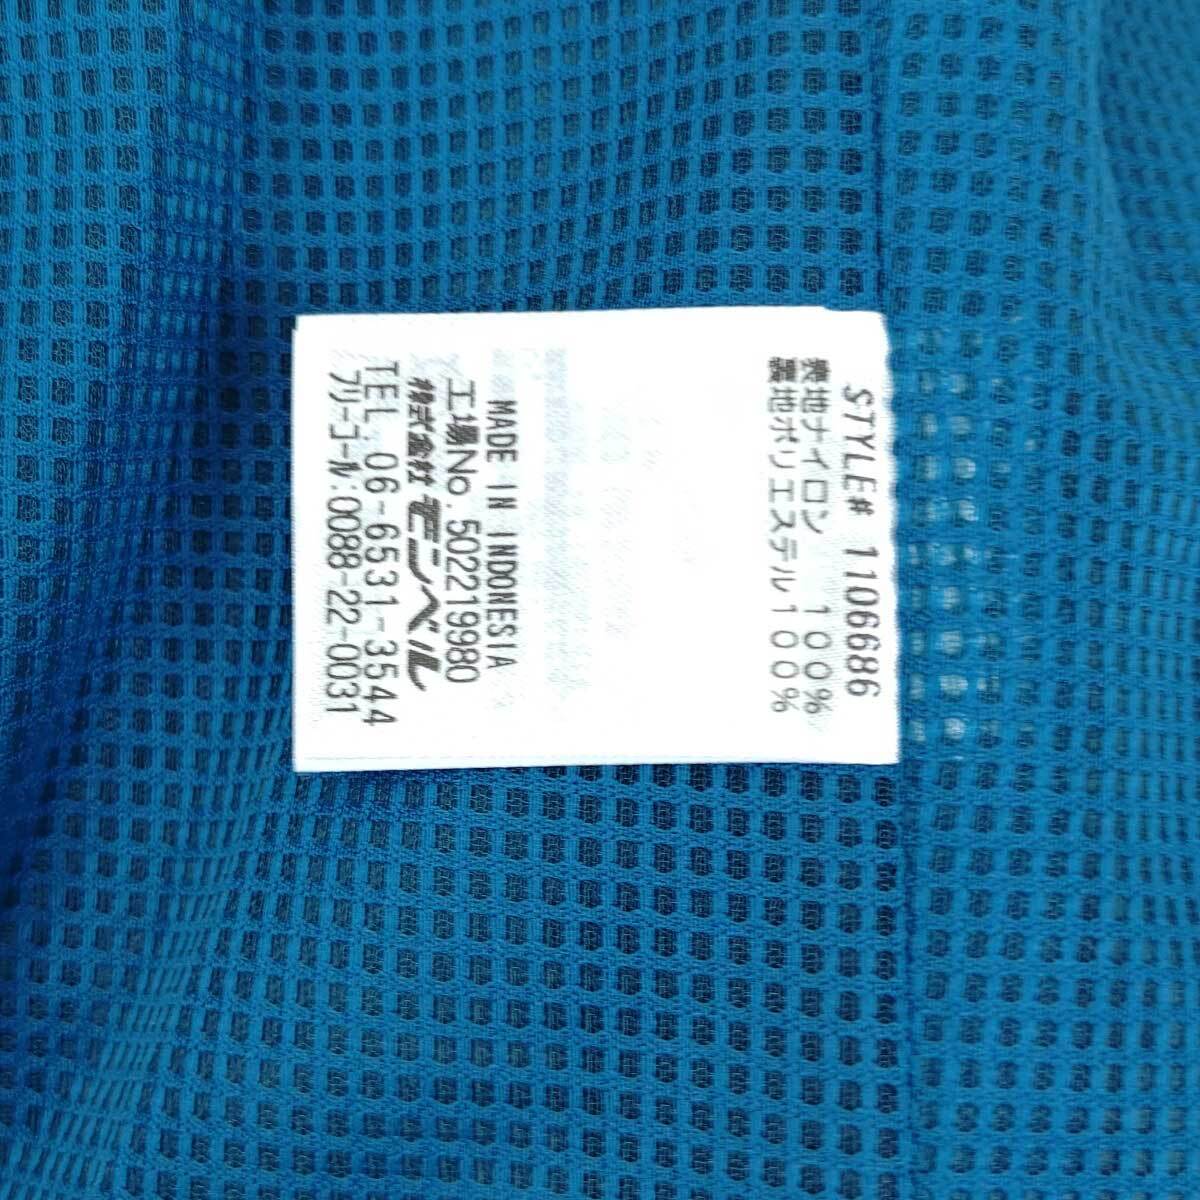 STYLE# 1106686
表地ナイロン 100%
裏地ポリエステル100%
MADE IN INDONESIA
工場No.502219980
株式会社モンベル
TEL 06-6531-3544
フリーコール:0088-22-0031